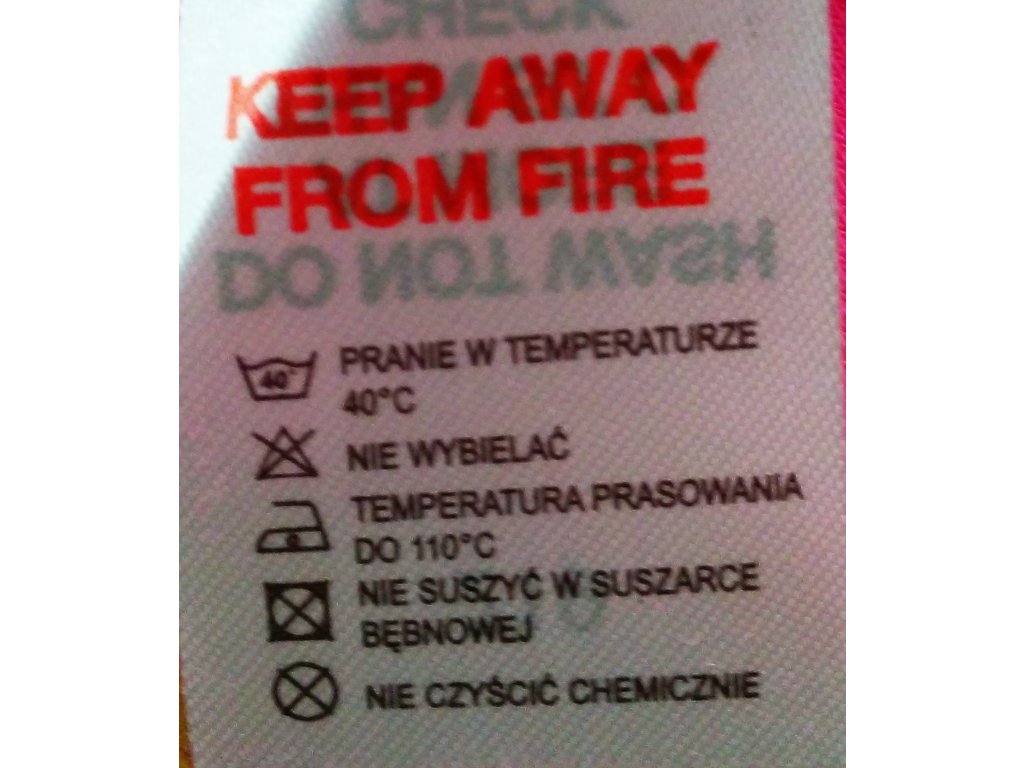 CHECK
KEEP AWAY
FROM FIRE
DO NOT WASH
40° PRANIE W TEMPERATURZE
40°C
NIE WYBIELAĆ
TEMPERATURA PRASOWANIA
DO 110°C
NIE SUSZYĆ W SUSZARCE
BĘBNOWEJ
NIE CZYŚCIĆ CHEMICZNIE